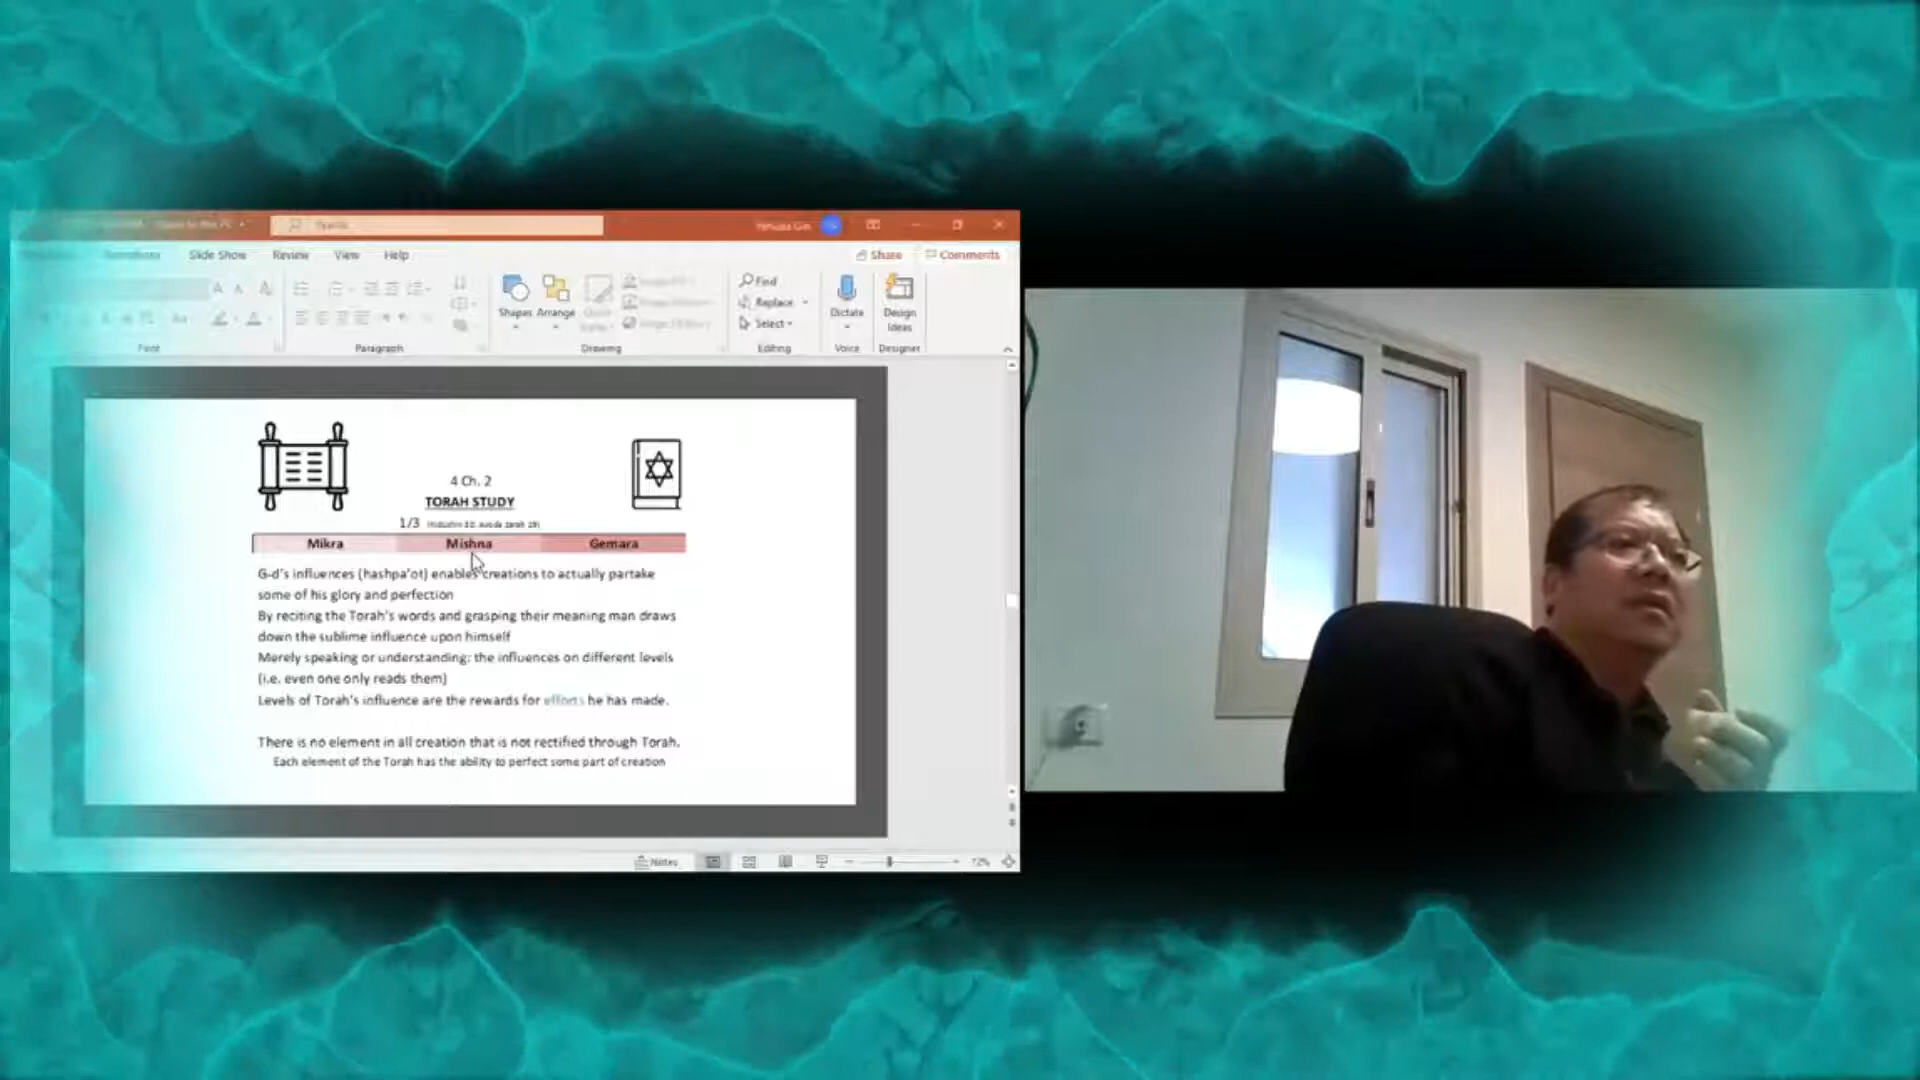 Slide Show Review View Help Share Comments
Find
Replace
Select
Shapes Arrange Dictate Design Ideas
Font Paragraph Drawing Editing Voice Designer
4 Ch. 2
TORAH STUDY
1/3
Mikra Mishna Gemara
G-d's influences (hashpa'ot) enables creations to actually partake
some of his glory and perfection
By reciting the Torah's words and grasping their meaning man draws
down the sublime influence upon himself
Merely speaking or understanding: the influences on different levels
(i.e. even one only reads them)
Levels of Torah's influence are the rewards for efforts he has made.
There is no element in all creation that is not rectified through Torah.
Each element of the Torah has the ability to perfect some part of creation
Notes 72%